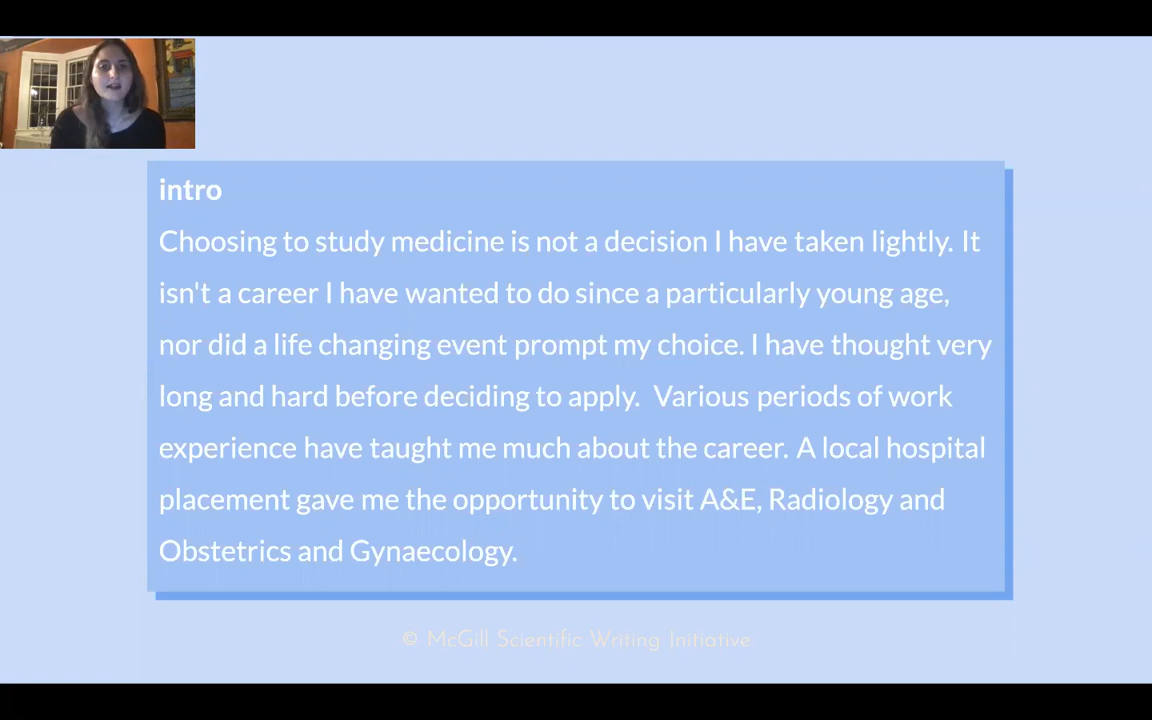 intro
Choosing to study medicine is not a decision I have taken lightly. It
isn't a career I have wanted to do since a particularly young age,
nor did a life changing event prompt my choice. I have thought very
long and hard before deciding to apply.  Various periods of work
experience have taught me much about the career. A local hospital
placement gave me the opportunity to visit A&E, Radiology and
Obstetrics and Gynaecology.
© McGill Scientific Writing Initiative